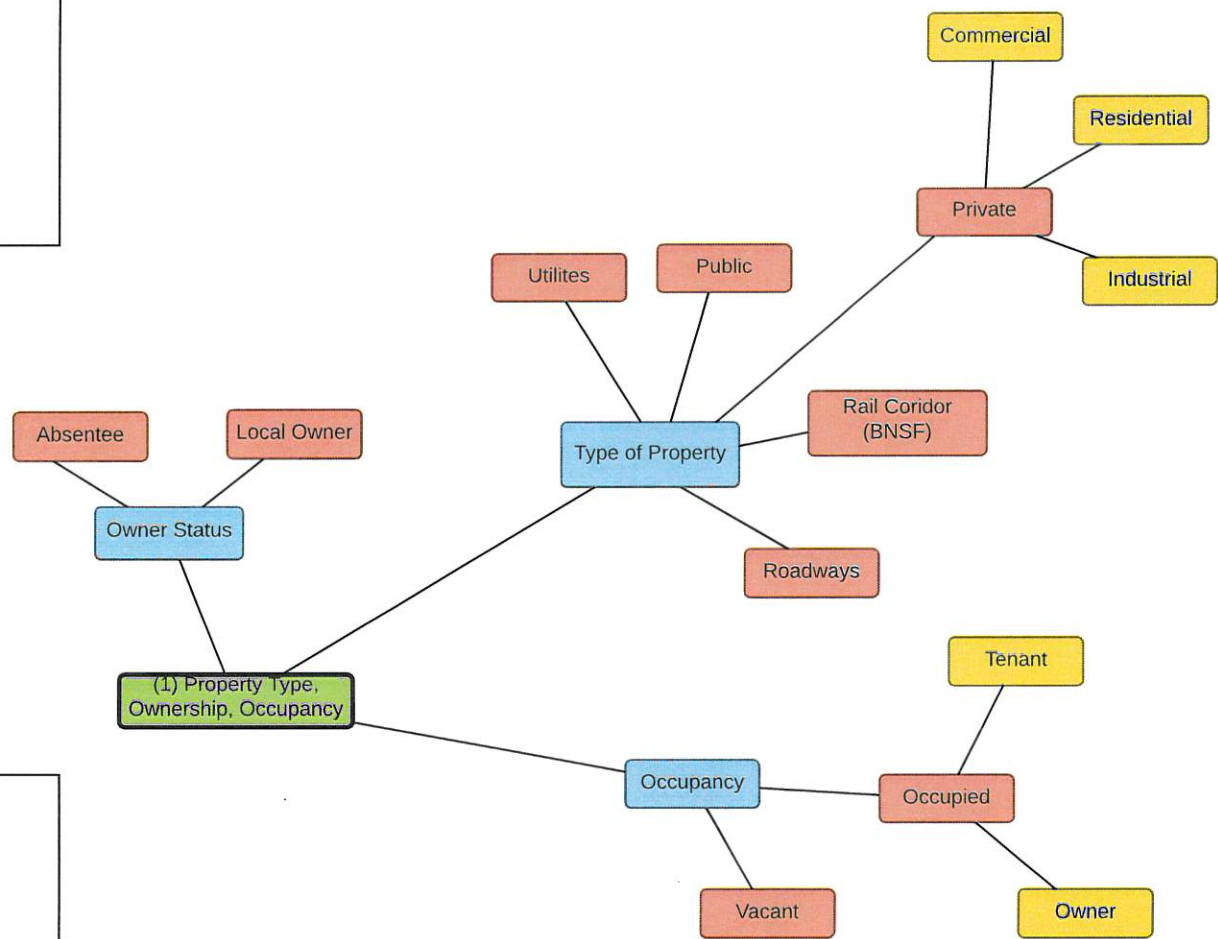 Commercial
Residential
Private
Industrial
Utilites
Public
Rail Coridor
(BNSF)
Absentee
Local Owner
Type of Property
Owner Status
Roadways
(1) Property Type,
Ownership, Occupancy
Tenant
Occupancy
Occupied
Vacant
Owner